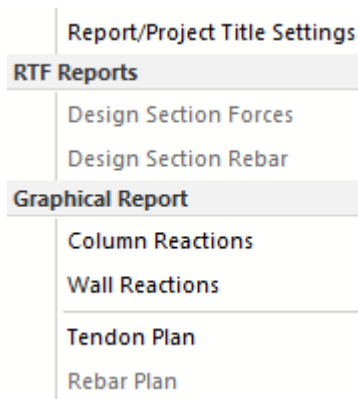 Report/Project Title Settings
RTF Reports
Design Section Forces
Design Section Rebar
Graphical Report
Column Reactions
Wall Reactions
Tendon Plan
Rebar Plan